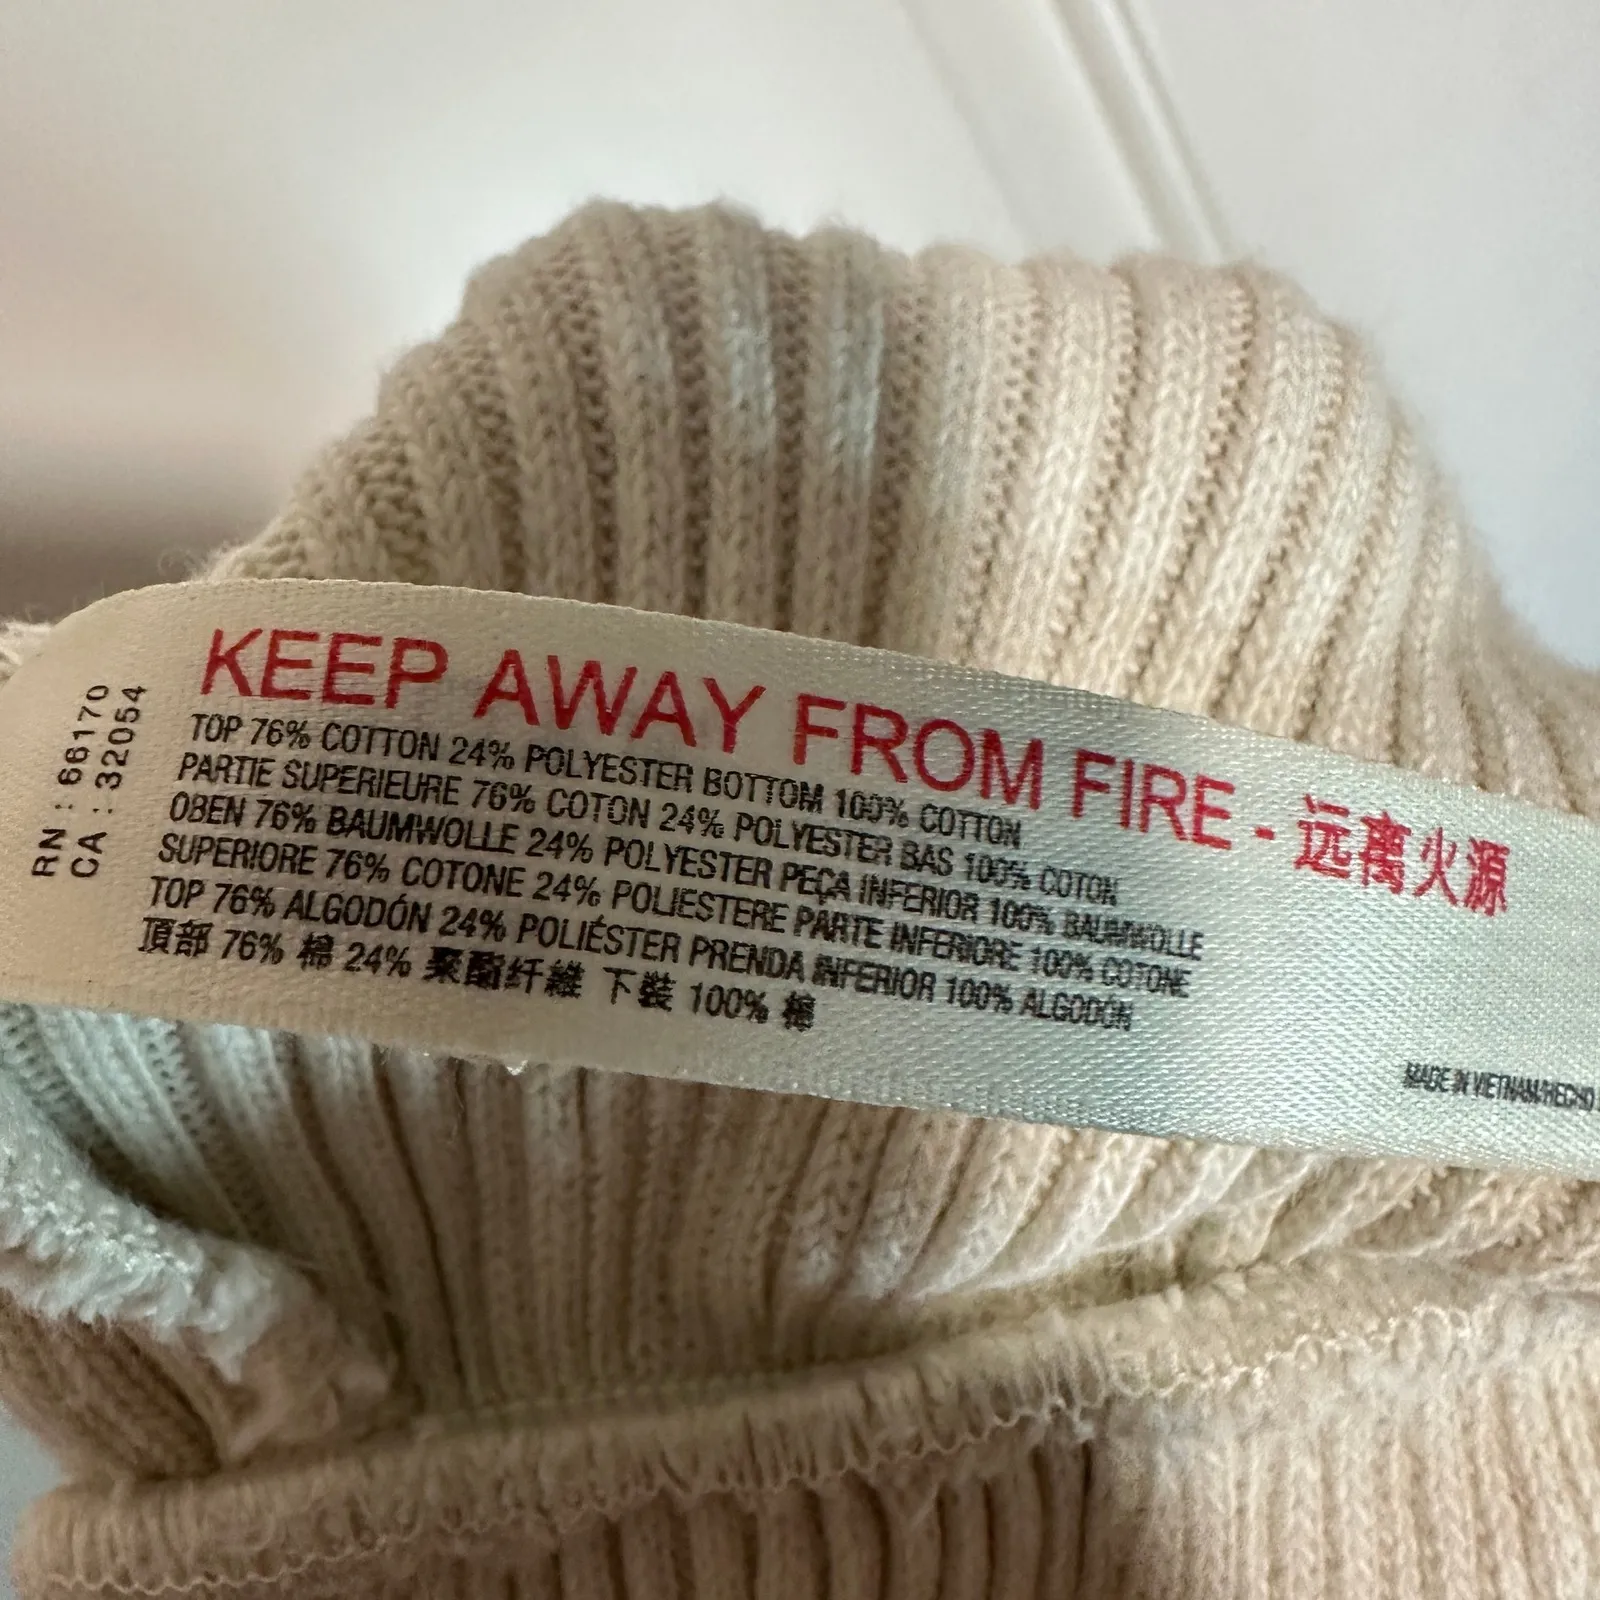 RN : 66170
CA : 32054
KEEP AWAY FROM FIRE - 远离火源
TOP 76% COTTON 24% POLYESTER BOTTOM 100% COTTON
PARTIE SUPERIEURE 76% COTON 24% POLYESTER BAS 100% COTON
OBEN 76% BAUMWOLLE 24% POLYESTER PEÇA INFERIOR 100% BAUMWOLLE
SUPERIORE 76% COTONE 24% POLIESTERE PARTE INFERIORE 100% COTONE
TOP 76% ALGODÓN 24% POLIÉSTER PRENDA INFERIOR 100% ALGODÓN
頂部 76% 棉 24% 聚酯纤維 下裝 100% 棉
MADE IN VIETNAM/HECHO